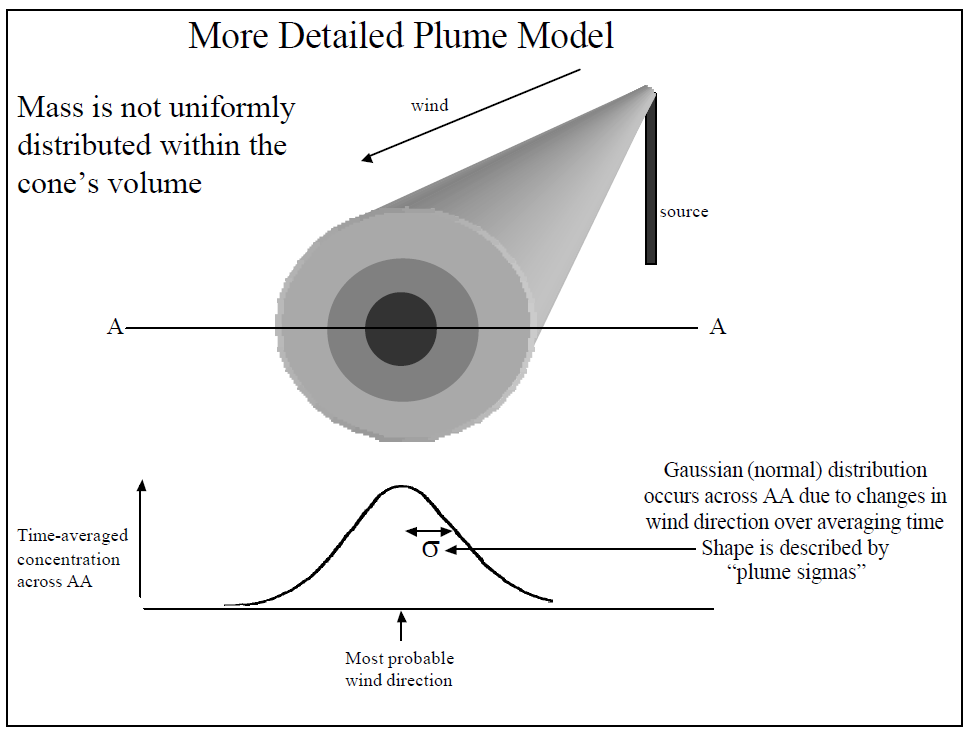 More Detailed Plume Model
Mass is not uniformly
distributed within the
cone’s volume
wind
source
A
A
Gaussian (normal) distribution
occurs across AA due to changes in
wind direction over averaging time
Shape is described by
“plume sigmas”
Time-averaged
concentration
across AA
σ
Most probable
wind direction